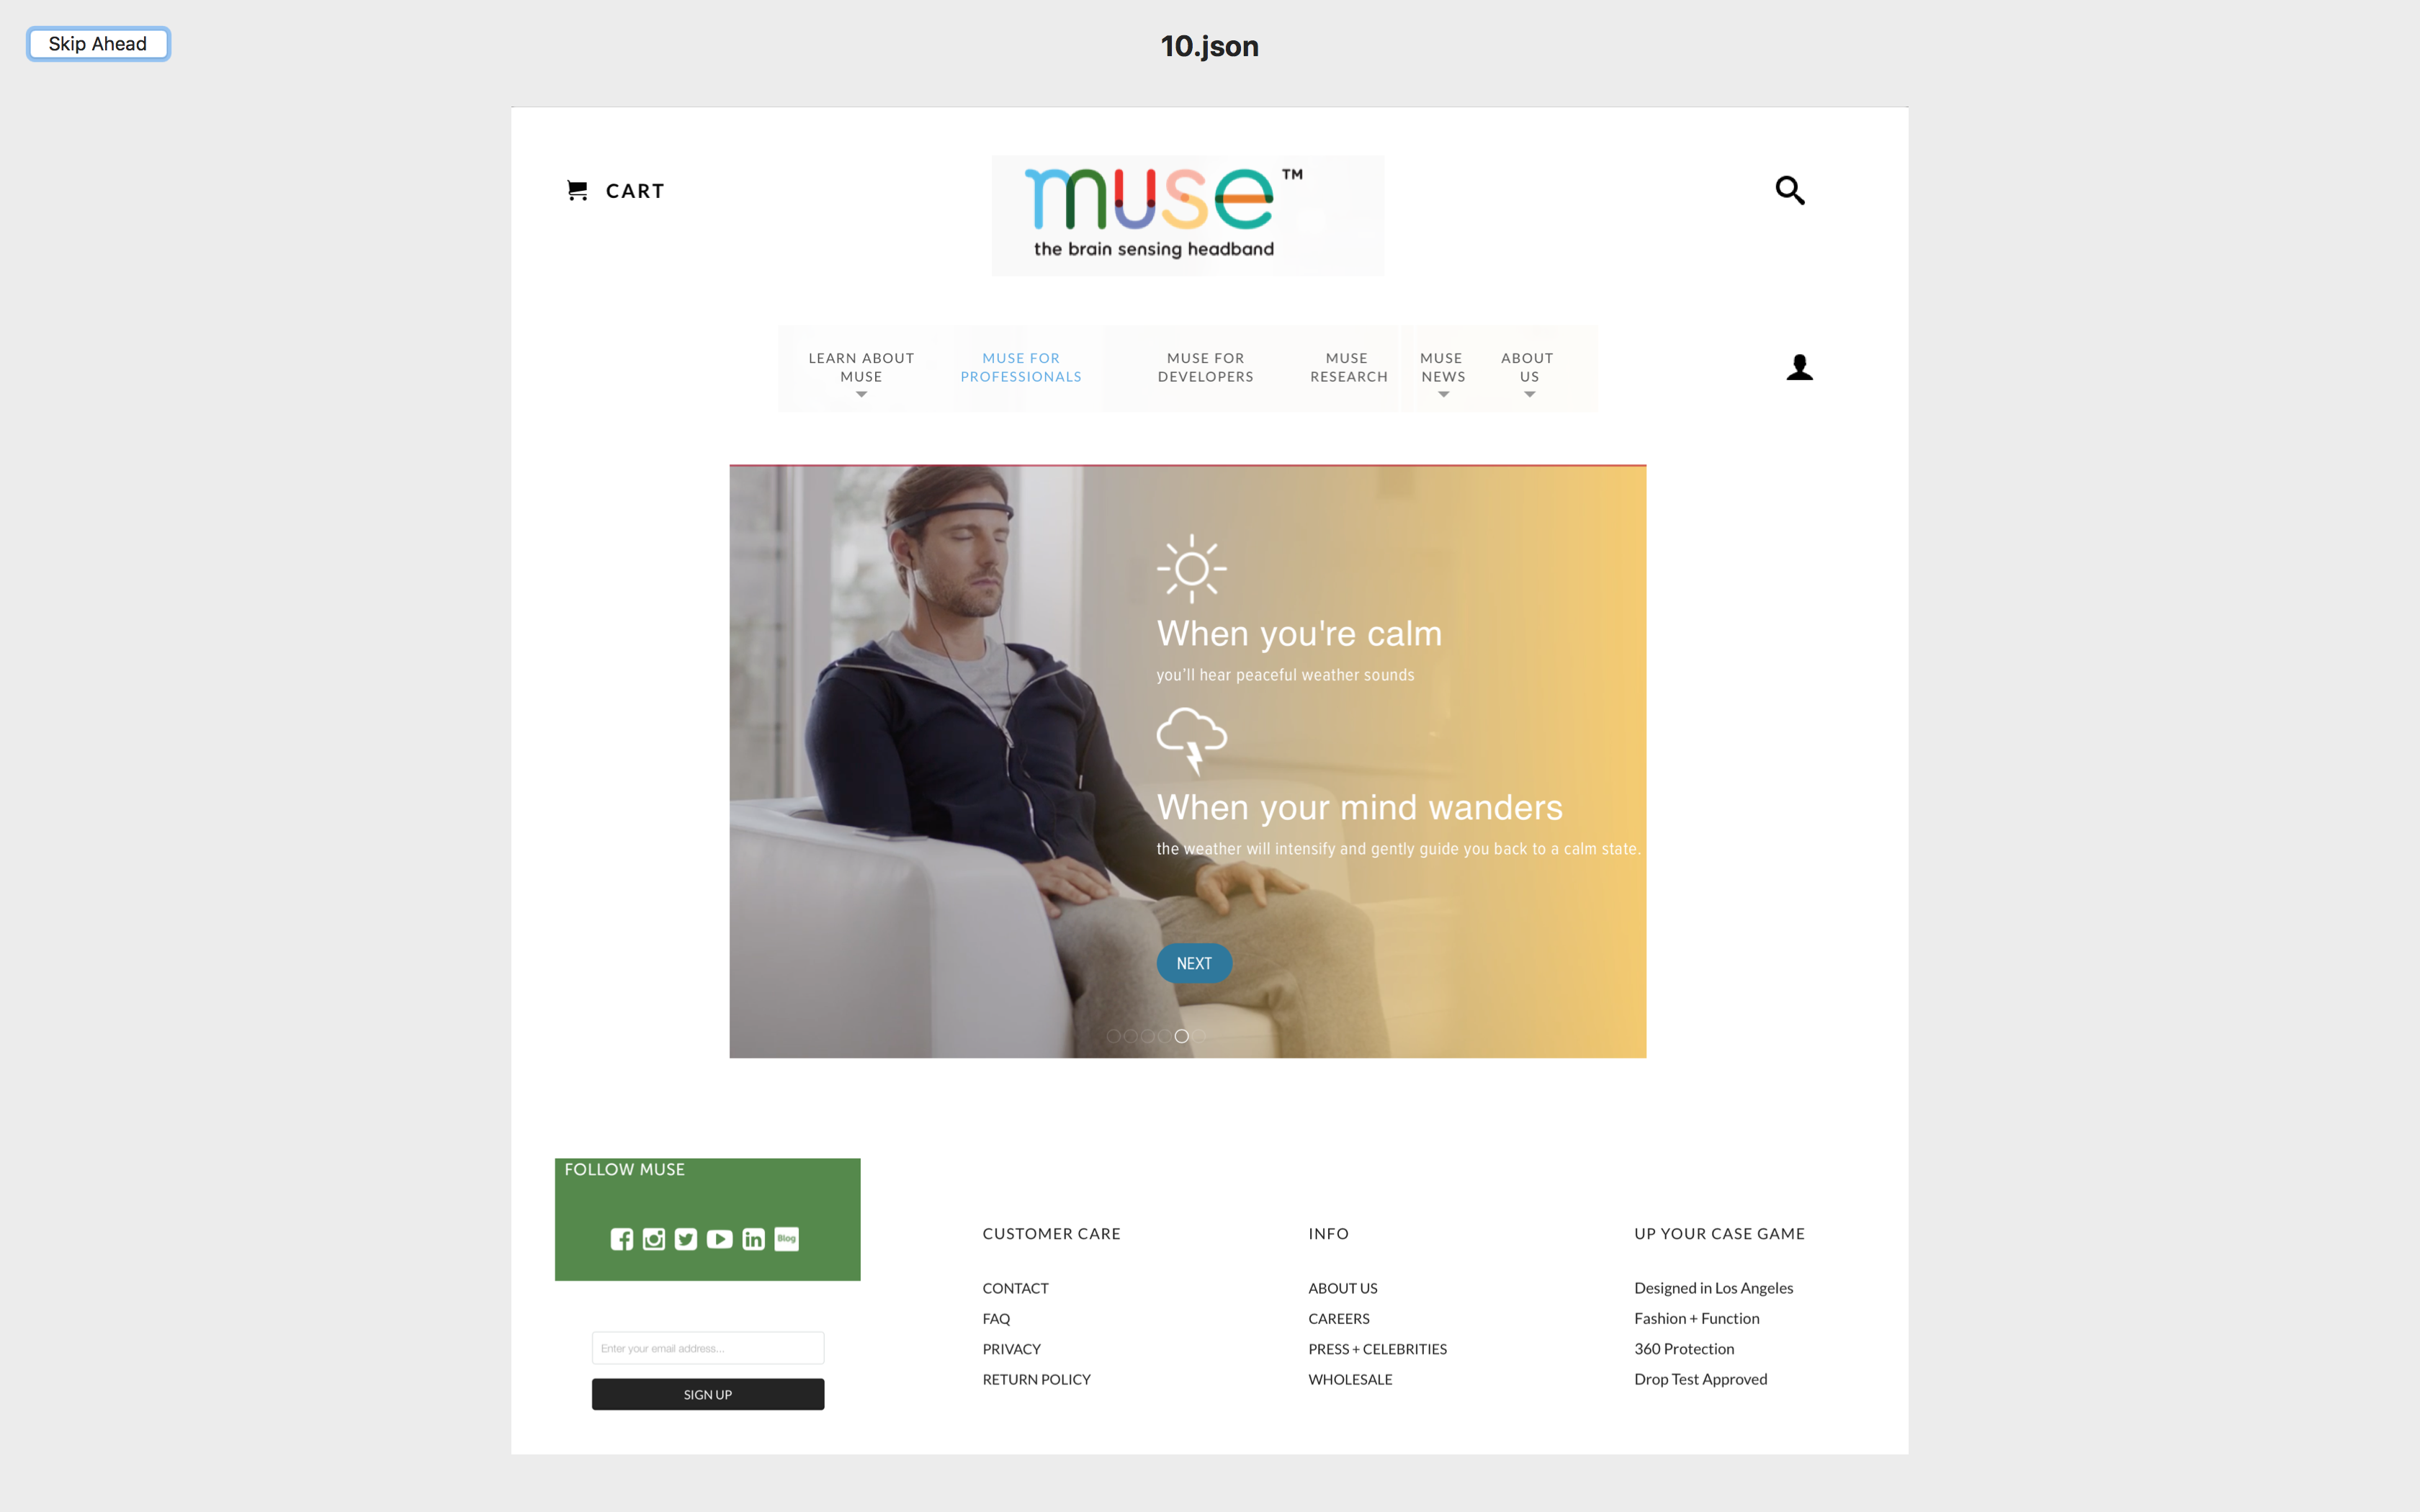 Skip Ahead
10.json
CART
muse™
the brain sensing headband
LEARN ABOUT
MUSE
MUSE FOR
PROFESSIONALS
MUSE FOR
DEVELOPERS
MUSE
RESEARCH
MUSE
NEWS
ABOUT
US
When you're calm
you'll hear peaceful weather sounds
When your mind wanders
the weather will intensify and gently guide you back to a calm state.
NEXT
FOLLOW MUSE
Blog
Enter your email address...
SIGN UP
CUSTOMER CARE
CONTACT
FAQ
PRIVACY
RETURN POLICY
INFO
ABOUT US
CAREERS
PRESS + CELEBRITIES
WHOLESALE
UP YOUR CASE GAME
Designed in Los Angeles
Fashion + Function
360 Protection
Drop Test Approved